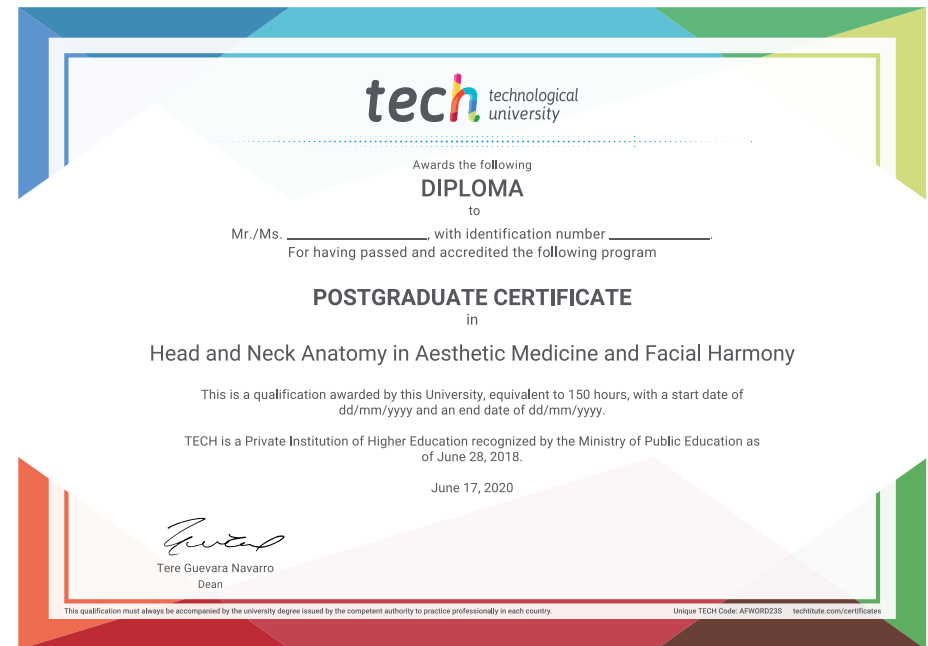 tech technological
university
Awards the following
DIPLOMA
to
Mr./Ms. ____________________, with identification number ______________.
For having passed and accredited the following program
POSTGRADUATE CERTIFICATE
in
Head and Neck Anatomy in Aesthetic Medicine and Facial Harmony
This is a qualification awarded by this University, equivalent to 150 hours, with a start date of
dd/mm/yyyy and an end date of dd/mm/yyyy.
TECH is a Private Institution of Higher Education recognized by the Ministry of Public Education as
of June 28, 2018.
June 17, 2020
Tere Guevara Navarro
Dean
This qualification must always be accompanied by the university degree issued by the competent authority to practice professionally in each country.
Unique TECH Code: AFWORD23S techtitute.com/certificates